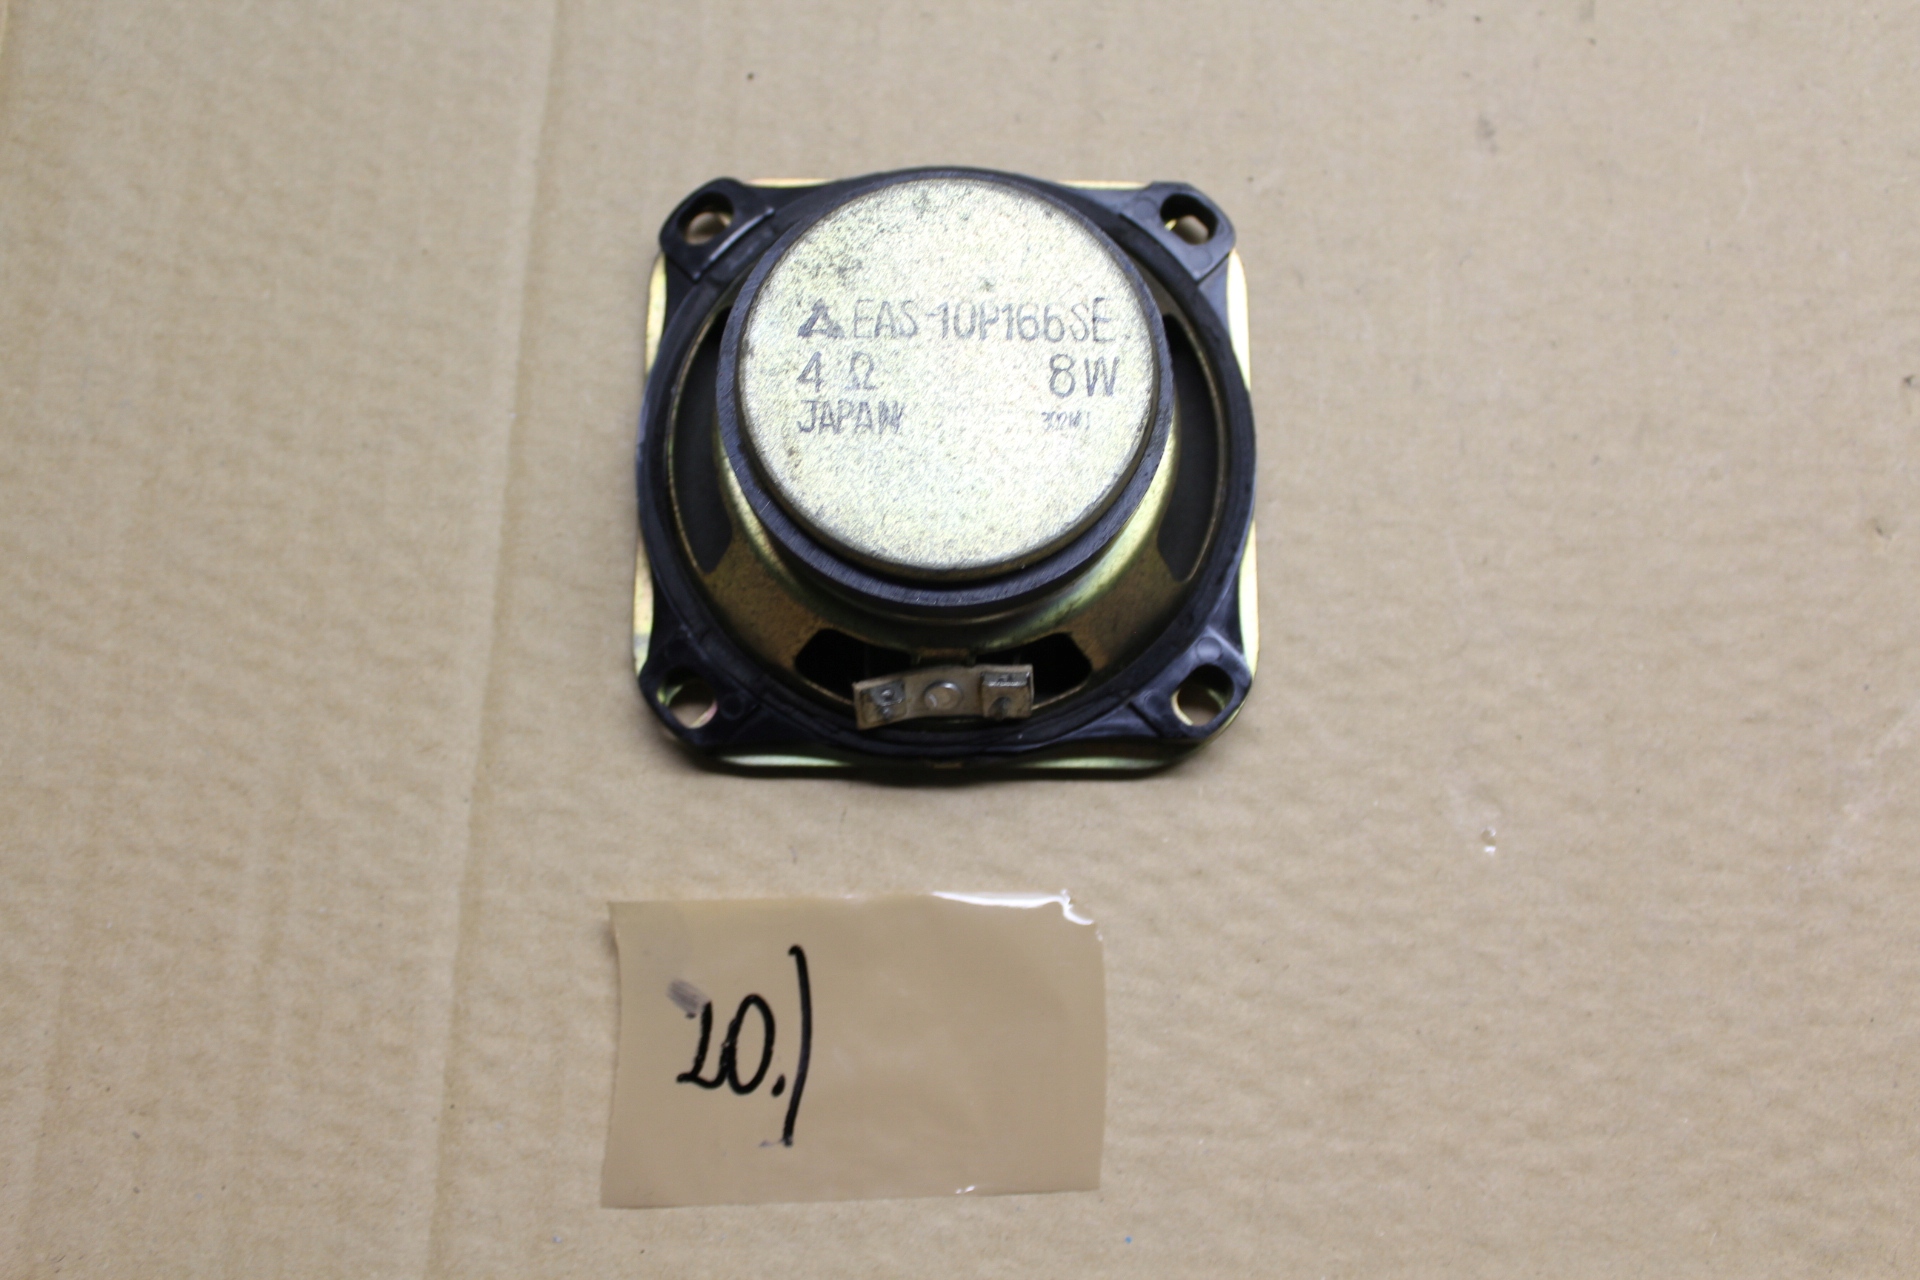 EAS-10P166SE
4 Ω 8W
JAPAN
20.)